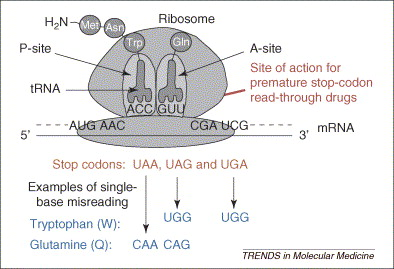 H₂N Met Asn
Ribosome
Trp Gln
P-site
A-site
tRNA
Site of action for
premature stop-codon
read-through drugs
ACC GUU
AUG AAC CGA UCG mRNA
5' 3'
Stop codons: UAA, UAG and UGA
Examples of single-
base misreading
Tryptophan (W): UGG UGG
Glutamine (Q): CAA CAG
TRENDS in Molecular Medicine